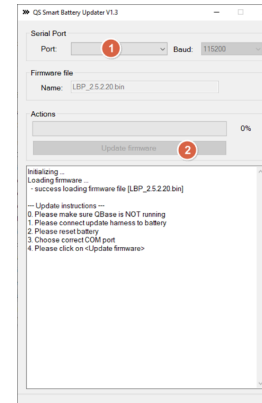 QS Smart Battery Updater V1.3
Serial Port
Port: 1 Baud: 115200
Firmware file
Name: LBP_2.5.2.20.bin
Actions
0%
Update firmware 2
Initializing ...
Loading firmware ...
- success loading firmware file [LBP_2.5.2.20.bin]
--- Update instructions ---
0. Please make sure QBase is NOT running
1. Please connect update harness to battery
2. Please reset battery
3. Choose correct COM port
4. Please click on <Update firmware>